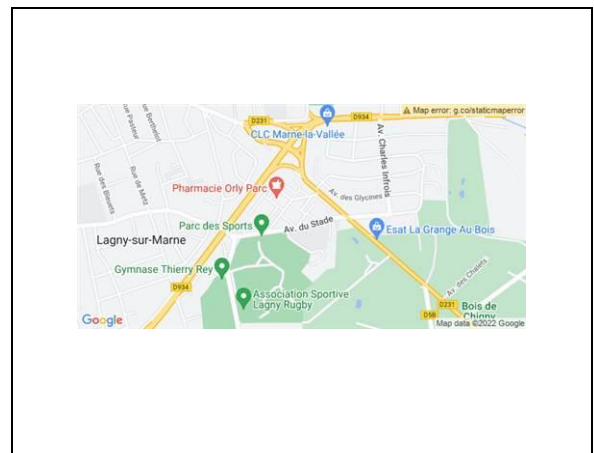 Map error: g.co/staticmaperror
D231
D934
CLC Marne-la-Vallée
Rue Pasteur
Rue Berthelot
Av. Charles Infroit
Rue des Bleuets
Rue de Metz
Pharmacie Orly Parc
Av. des Glycines
Parc des Sports
Av. du Stade
Esat La Grange Au Bois
Lagny-sur-Marne
Gymnase Thierry Rey
Av. des Chalets
D934
Association Sportive
Lagny Rugby
D231
Bois de
Chigny
D58
Google
Map data ©2022 Google